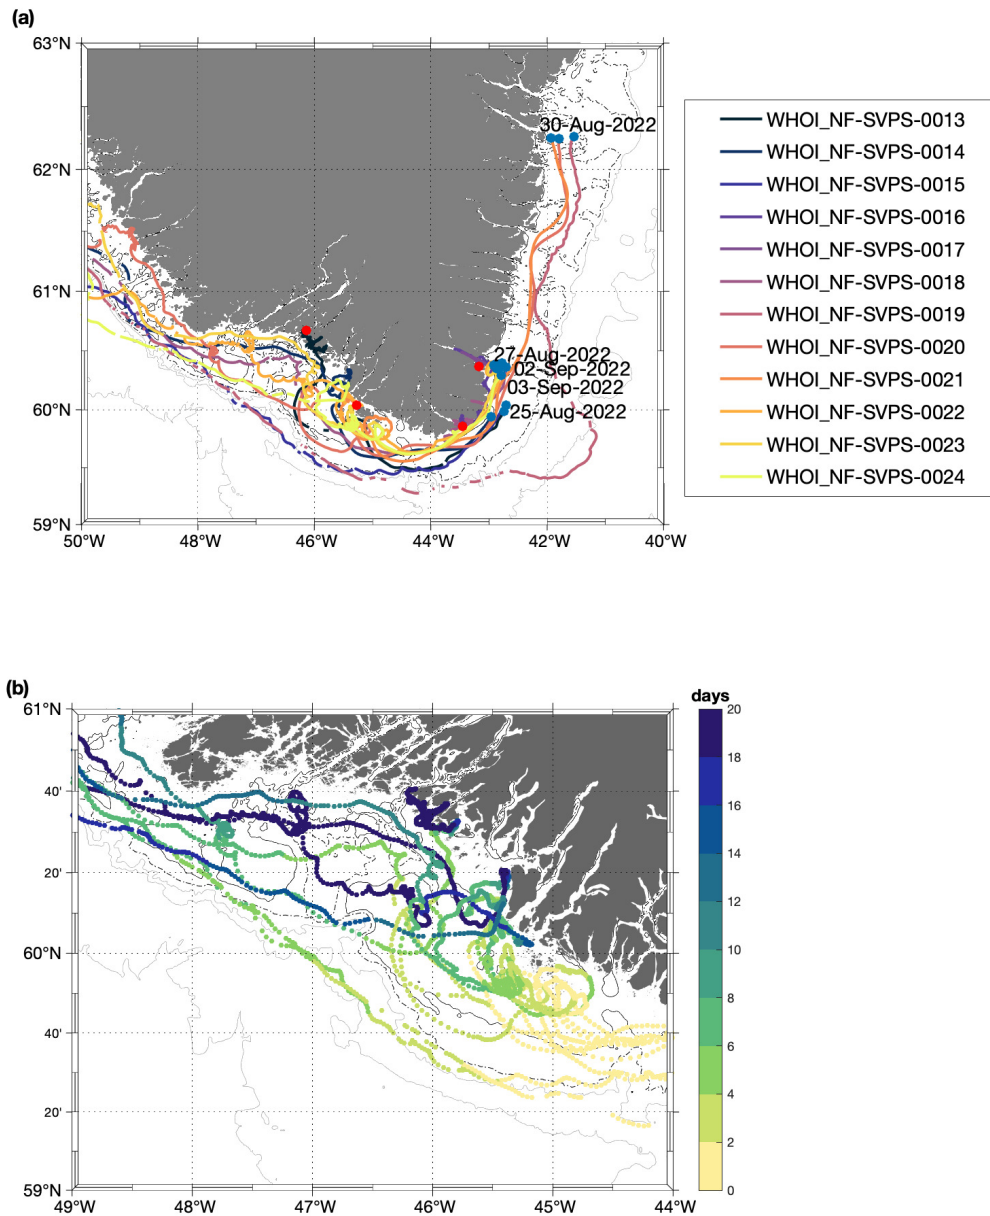 (a)
63°N
62°N
61°N
60°N
59°N
50°W
48°W
46°W
44°W
42°W
40°W
30-Aug-2022
27-Aug-2022
02-Sep-2022
03-Sep-2022
25-Aug-2022
WHOI_NF-SVPS-0013
WHOI_NF-SVPS-0014
WHOI_NF-SVPS-0015
WHOI_NF-SVPS-0016
WHOI_NF-SVPS-0017
WHOI_NF-SVPS-0018
WHOI_NF-SVPS-0019
WHOI_NF-SVPS-0020
WHOI_NF-SVPS-0021
WHOI_NF-SVPS-0022
WHOI_NF-SVPS-0023
WHOI_NF-SVPS-0024
(b)
61°N
40'
20'
60°N
40'
20'
59°N
49°W
48°W
47°W
46°W
45°W
44°W
days
20
18
16
14
12
10
8
6
4
2
0